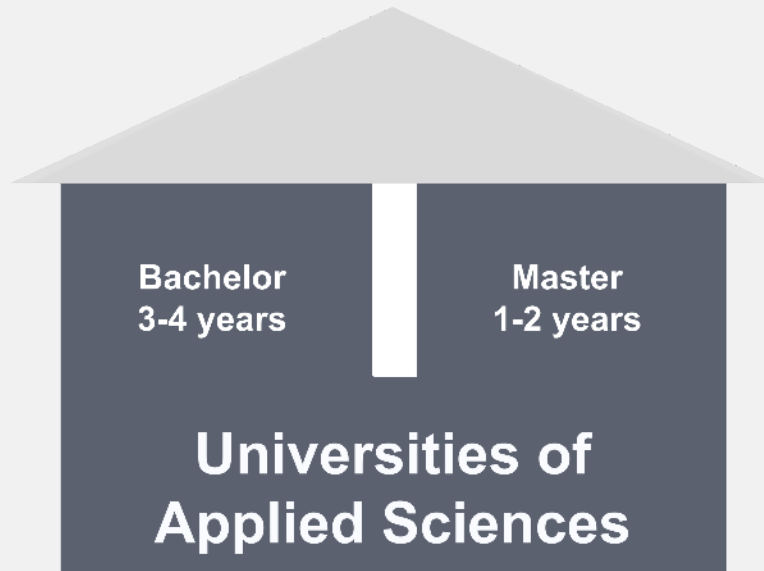 Bachelor
3-4 years
Master
1-2 years
Universities of
Applied Sciences